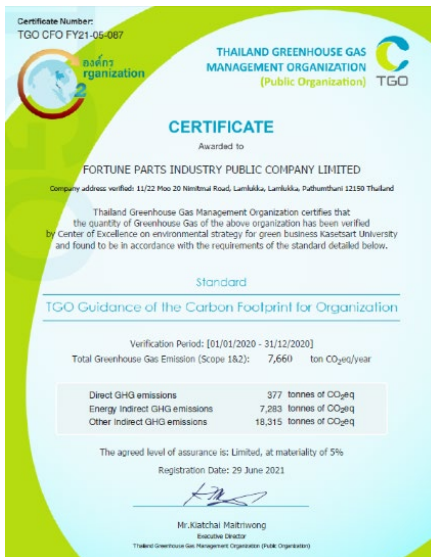 Certificate Number:
TGO CFO FY21-05-087
องค์กร
rganization
2
THAILAND GREENHOUSE GAS
MANAGEMENT ORGANIZATION
(Public Organization)
TGO
CERTIFICATE
Awarded to
FORTUNE PARTS INDUSTRY PUBLIC COMPANY LIMITED
Company address verified: 11/22 Moo 20 Nimitmai Road, Lamlukka, Lamlukka, Pathumthani 12150 Thailand
Thailand Greenhouse Gas Management Organization certifies that
the quantity of Greenhouse Gas of the above organization has been verified
by Center of Excellence on environmental strategy for green business Kasetsart University
and found to be in accordance with the requirements of the standard detailed below.
Standard
TGO Guidance of the Carbon Footprint for Organization
Verification Period: [01/01/2020 - 31/12/2020]
Total Greenhouse Gas Emission (Scope 1&2): 7,660 ton CO₂eq/year
Direct GHG emissions 377 tonnes of CO₂eq
Energy Indirect GHG emissions 7,283 tonnes of CO₂eq
Other Indirect GHG emissions 18,315 tonnes of CO₂eq
The agreed level of assurance is: Limited, at materiality of 5%
Registration Date: 29 June 2021
Mr.Kiatchai Maitriwong
Executive Director
Thailand Greenhouse Gas Management Organization (Public Organization)